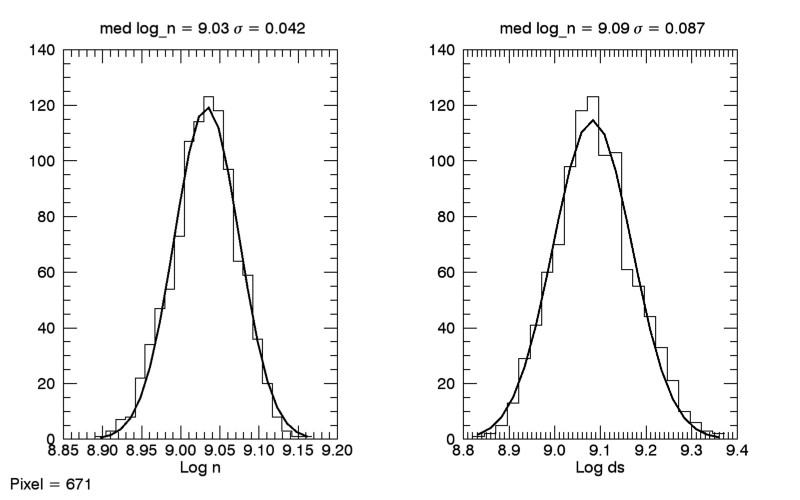 med log_n = 9.03 σ = 0.042
140
120
100
80
60
40
20
0
8.85 8.90 8.95 9.00 9.05 9.10 9.15 9.20
Log n
med log_n = 9.09 σ = 0.087
140
120
100
80
60
40
20
0
8.8 8.9 9.0 9.1 9.2 9.3 9.4
Log ds
Pixel = 671